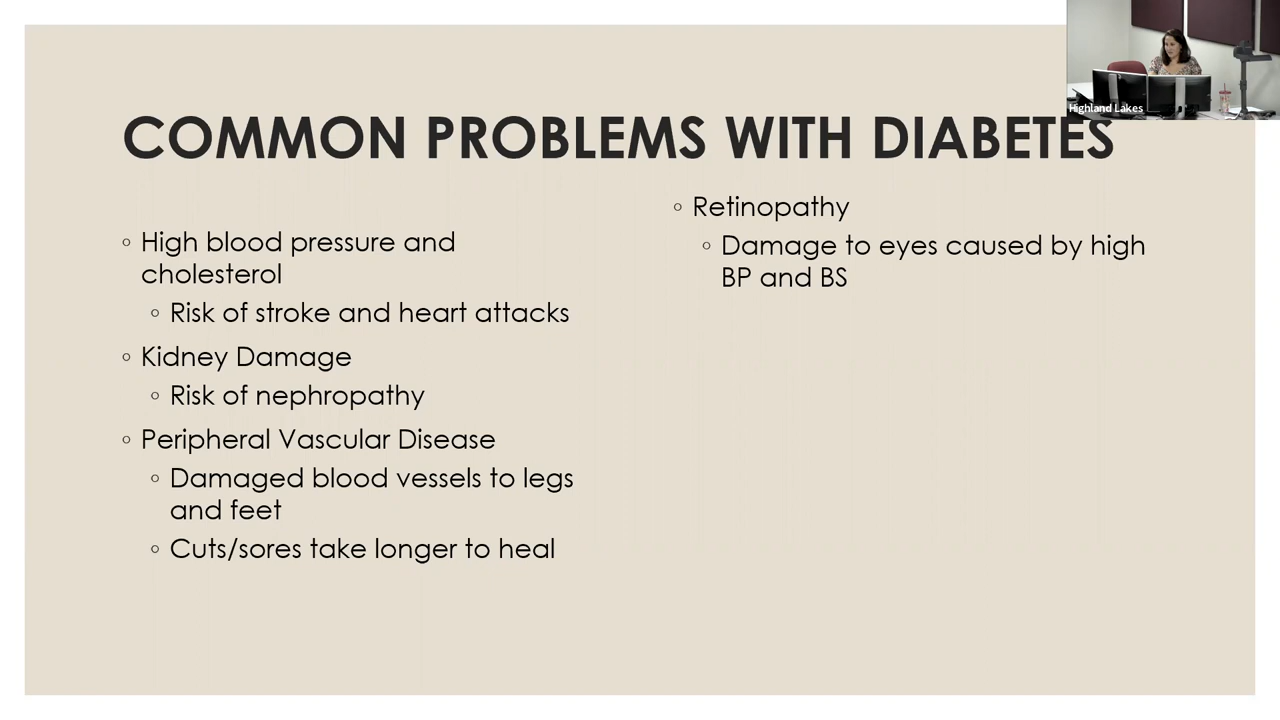 COMMON PROBLEMS WITH DIABETES
◦ High blood pressure and
cholesterol
◦ Risk of stroke and heart attacks
◦ Kidney Damage
◦ Risk of nephropathy
◦ Peripheral Vascular Disease
◦ Damaged blood vessels to legs
and feet
◦ Cuts/sores take longer to heal
◦ Retinopathy
◦ Damage to eyes caused by high
BP and BS
Highland Lakes